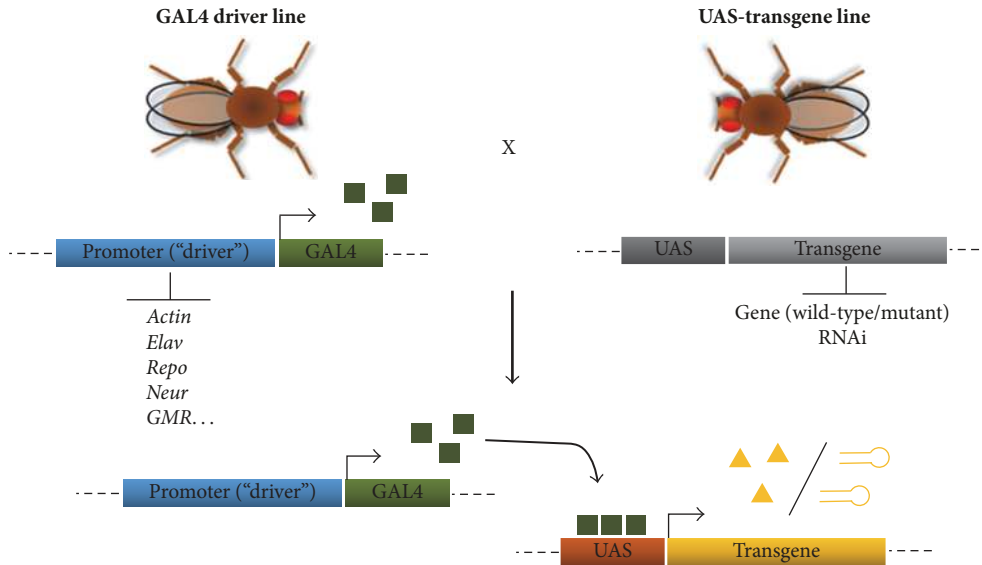 GAL4 driver line
UAS-transgene line
X
Promoter (“driver”)
GAL4
UAS
Transgene
Actin
Elav
Repo
Neur
GMR. . .
Gene (wild-type/mutant)
RNAi
Promoter (“driver”)
GAL4
UAS
Transgene